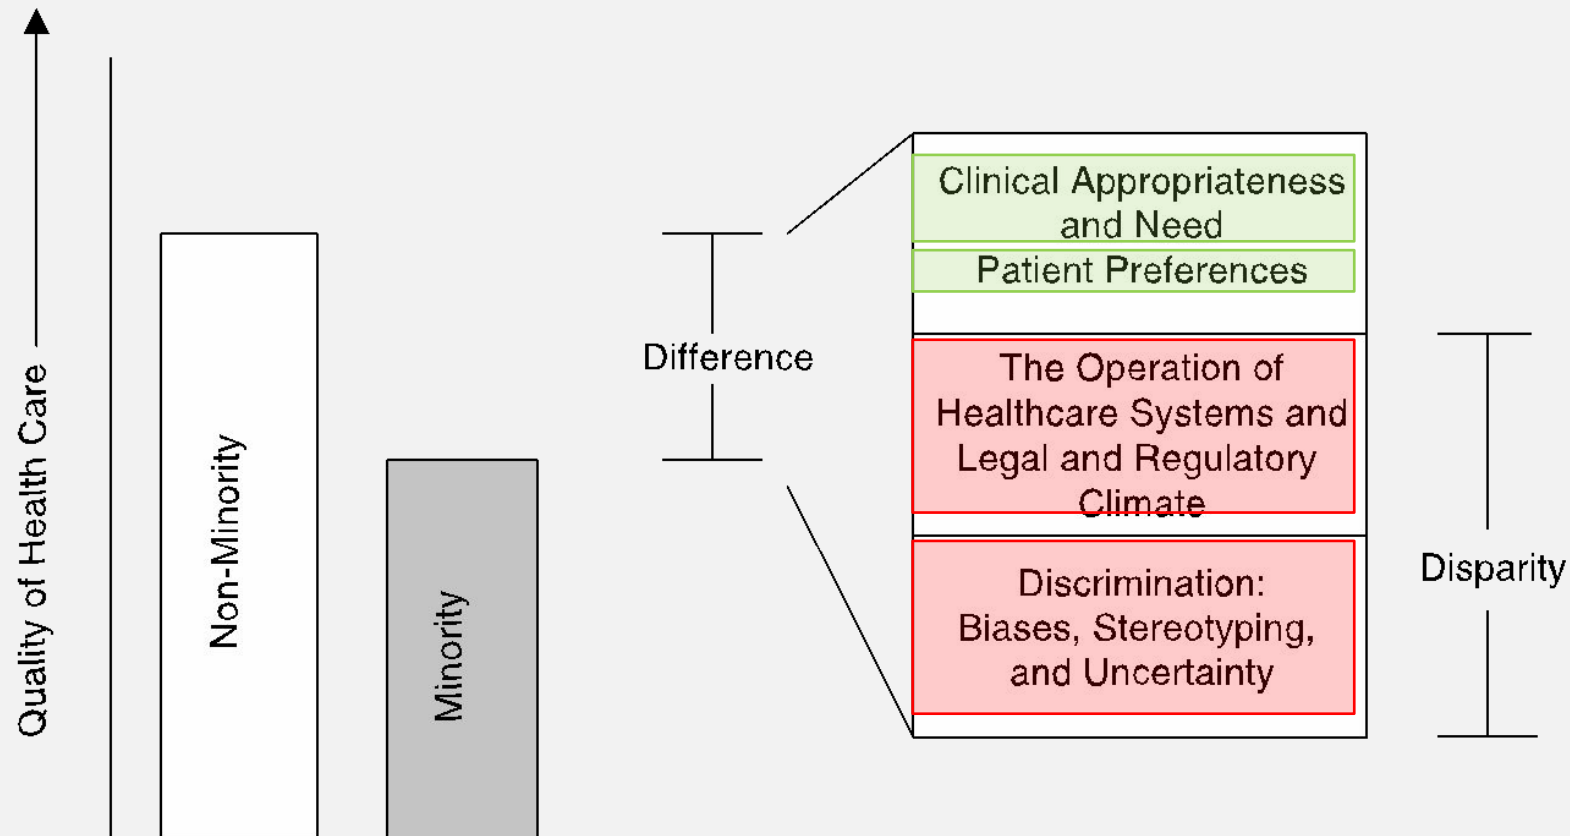 Quality of Health Care
Non-Minority
Minority
Difference
Clinical Appropriateness
and Need
Patient Preferences
The Operation of
Healthcare Systems and
Legal and Regulatory
Climate
Discrimination:
Biases, Stereotyping,
and Uncertainty
Disparity